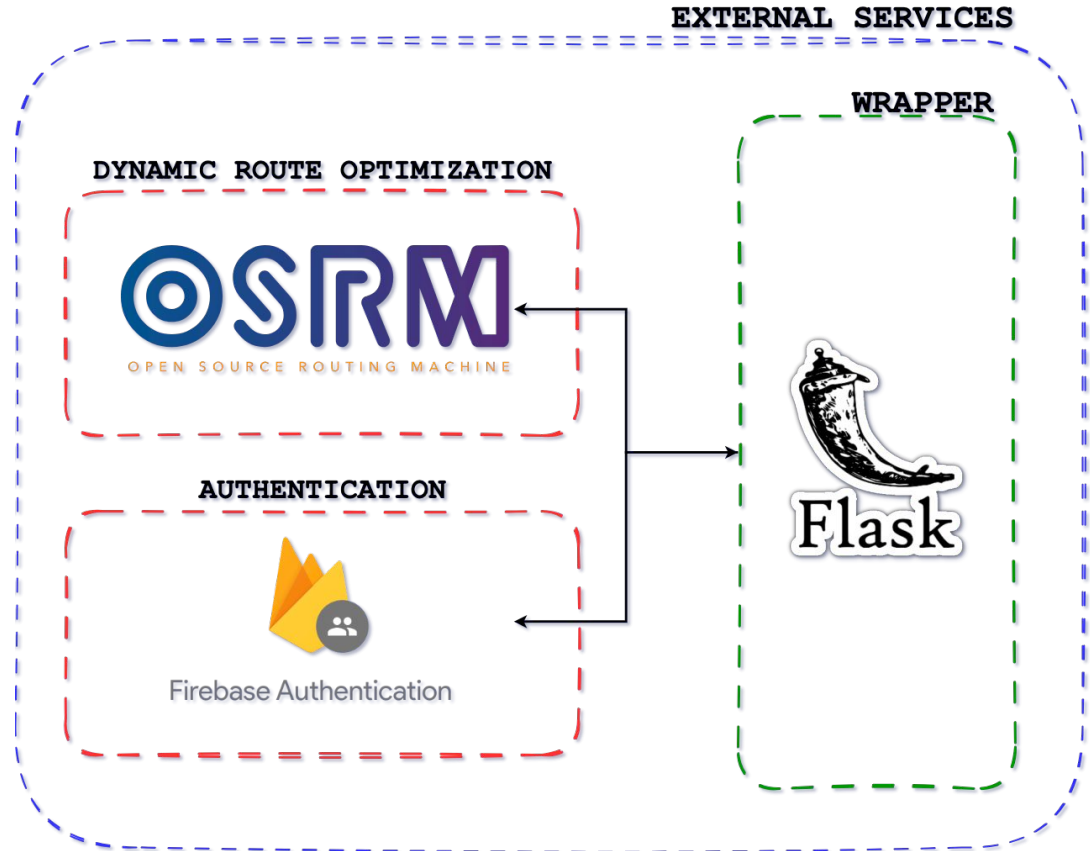 EXTERNAL SERVICES
WRAPPER
DYNAMIC ROUTE OPTIMIZATION
OSRM
OPEN SOURCE ROUTING MACHINE
AUTHENTICATION
Firebase Authentication
Flask